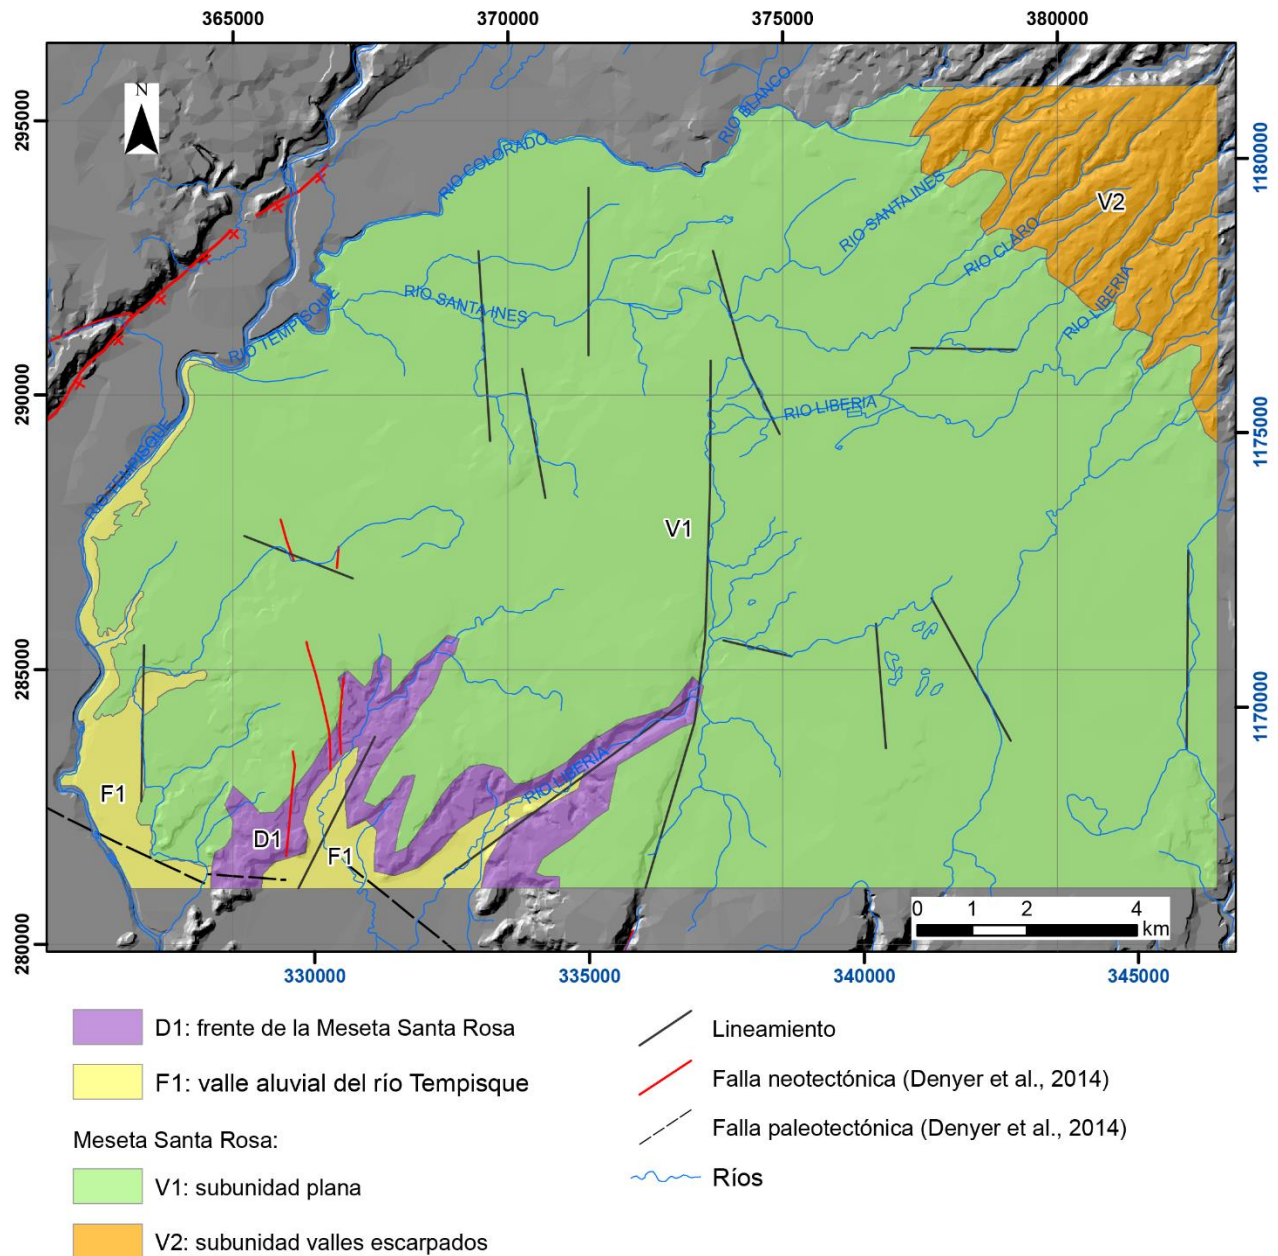 365000 370000 375000 380000
N
295000
290000
285000
280000
1180000
1175000
1170000
RIO BLANCO
RIO COLORADO
V2
RIO SANTA INES
RIO CLARO
RIO LIBERIA
RIO SANTA INES
RIO TEMPISQUE
RIO LIBERIA
RIO TEMPISQUE
V1
RIO LIBERIA
F1
D1
F1
0 1 2 4
km
330000 335000 340000 345000
D1: frente de la Meseta Santa Rosa
F1: valle aluvial del río Tempisque
Meseta Santa Rosa:
V1: subunidad plana
V2: subunidad valles escarpados
Lineamiento
Falla neotectónica (Denyer et al., 2014)
Falla paleotectónica (Denyer et al., 2014)
Ríos